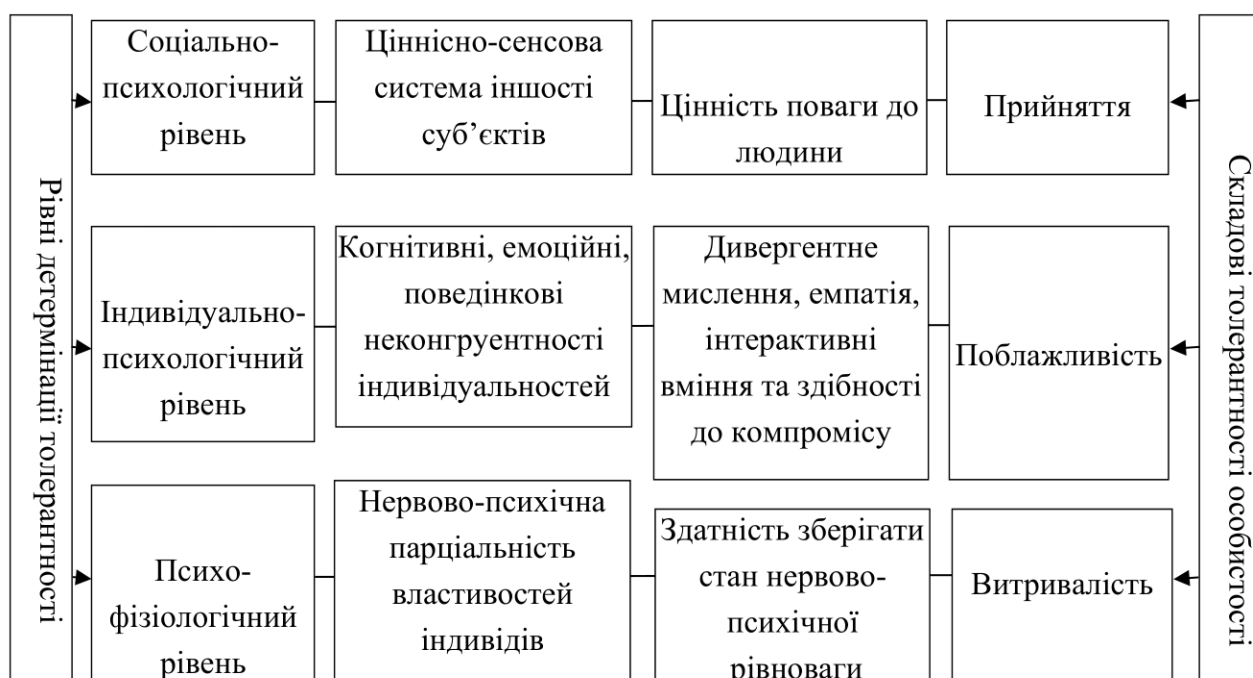 Рівні детермінації толерантності
Соціально-
психологічний
рівень
Ціннісно-сенсова
система іншості
суб’єктів
Цінність поваги до
людини
Прийняття
Індивідуально-
психологічний
рівень
Когнітивні, емоційні,
поведінкові
неконгруентності
індивідуальностей
Дивергентне
мислення, емпатія,
інтерактивні
вміння та здібності
до компромісу
Поблажливість
Психо-
фізіологічний
рівень
Нервово-психічна
парціальність
властивостей
індивідів
Здатність зберігати
стан нервово-
психічної
рівноваги
Витривалість
Складові толерантності особистості